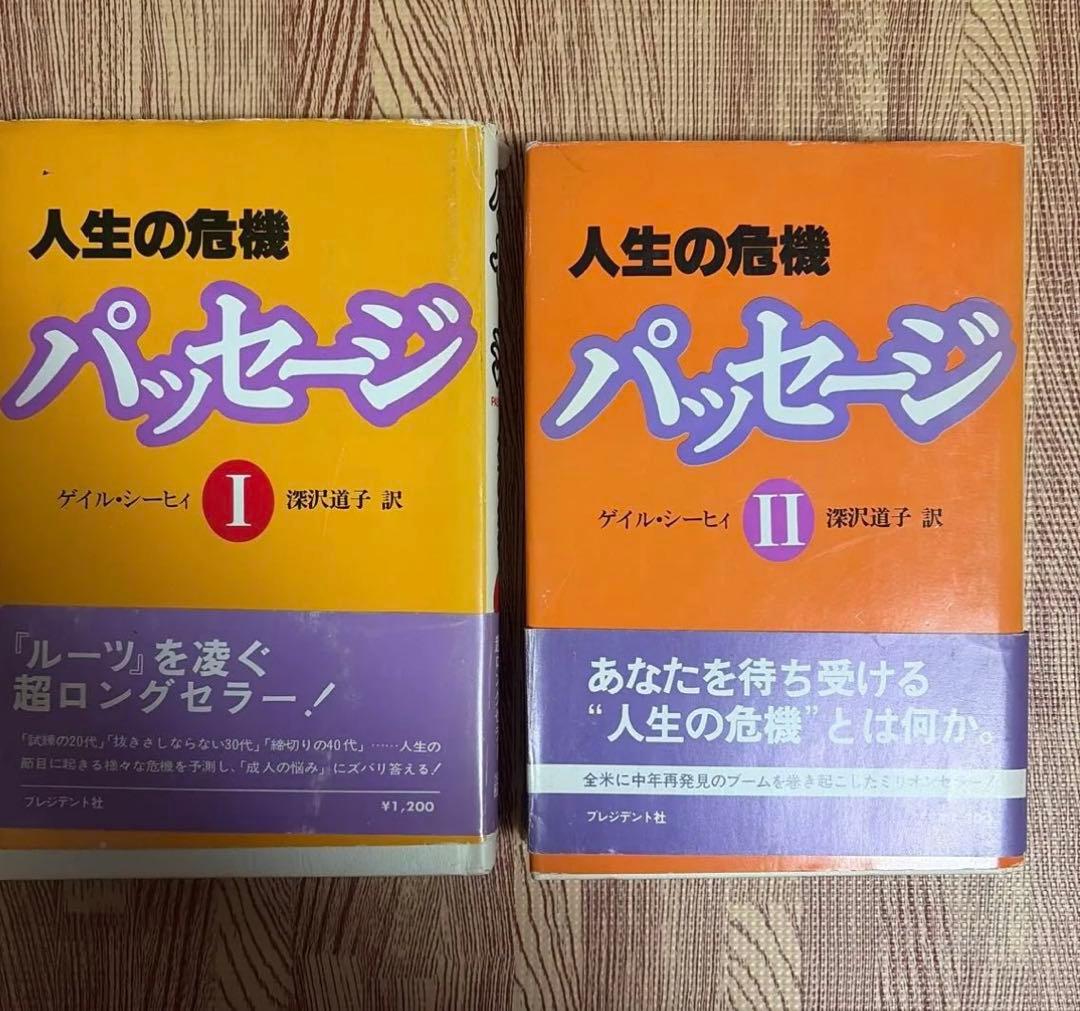 人生の危機
パッセージ
ゲイル・シーヒィ I 深沢道子 訳
『ルーツ』を凌ぐ
超ロングセラー!
「試練の20代」「抜きさしならない30代」「締切りの40代」……人生の
節目に起きる様々な危機を予測し、「成人の悩み」にズバリ答える!
プレジデント社 ¥1,200
人生の危機
パッセージ
ゲイル・シーヒィ II 深沢道子 訳
あなたを待ち受ける
“人生の危機”とは何か。
全米に中年再発見のブームを巻き起こしたミリオンセラー!
プレジデント社